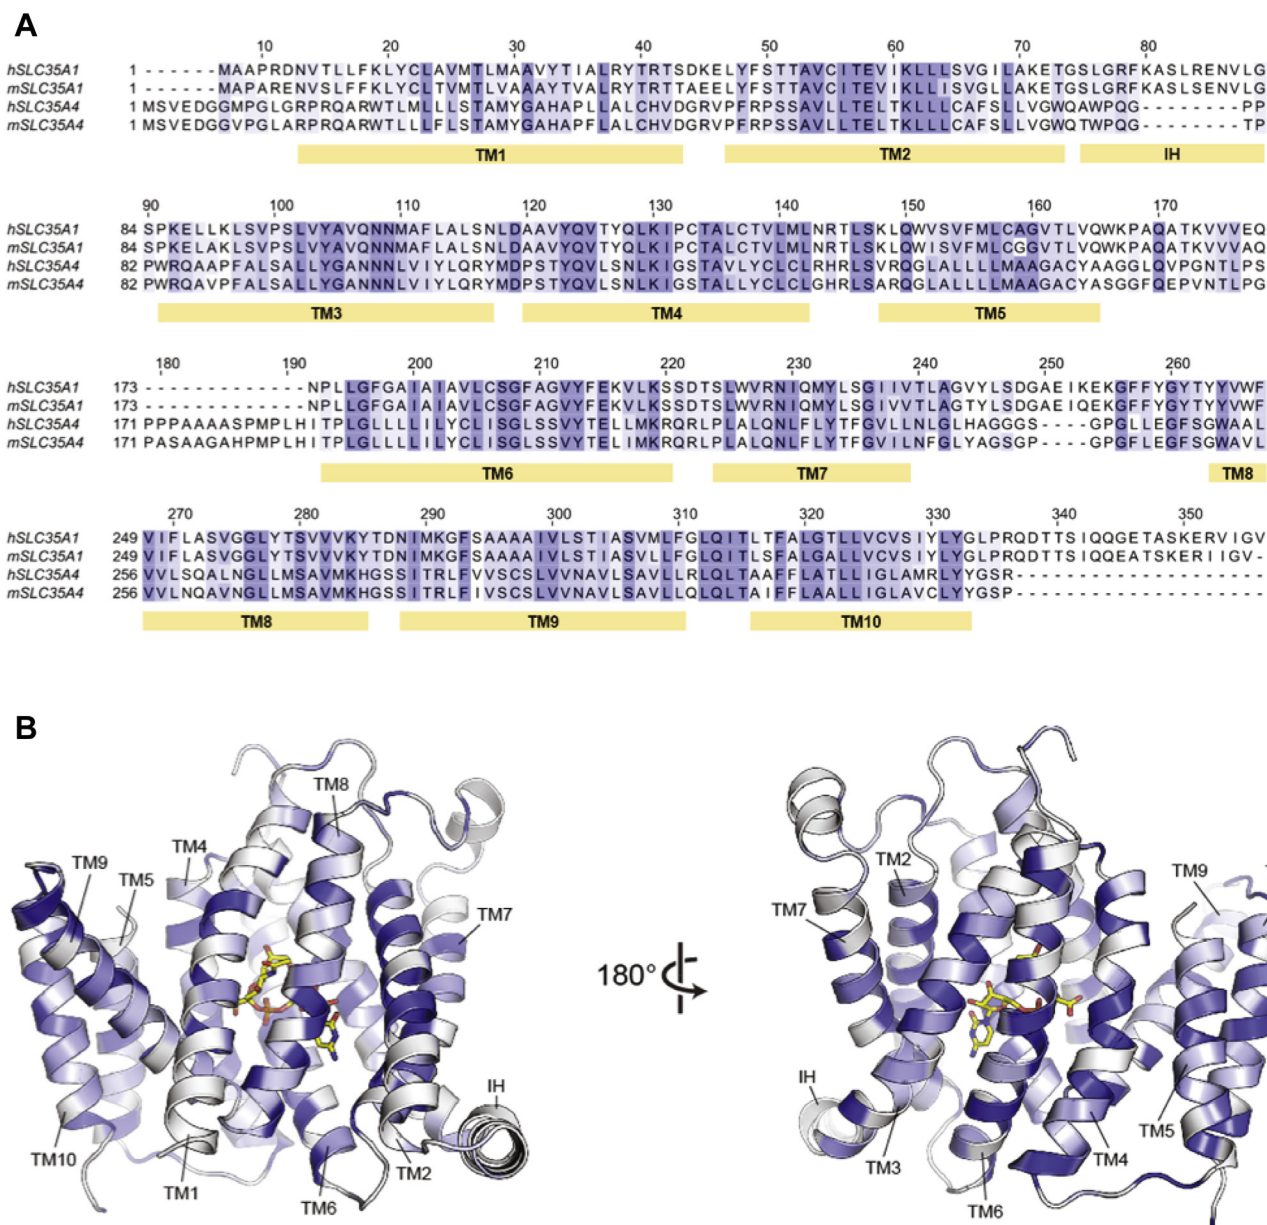 A
10 20 30 40 50 60 70 80
hSLC35A1 1 ------MAAPRDNVTLLFKLYCLAVMTLMAAVYTIALRYTRTSDKELYFSTTAVCITEVIKLLLSVGILAKETGSLGRFKASLRENVLG
mSLC35A1 1 ------MAPARENVSLFFKLYCLTVMTLVAAAYTVALRYTRTTAEELYFSTTAVCITEVIKLLISVGLLAKETGSLGRFKASLSENVLG
hSLC35A4 1 MSVEDGGMPGLGRPRQARWTLMLLLSTAMYGAHAPLLALCHVDGRVPFRPSSAVLLTELTKLLLCAFSLLVGWQAWPQG--------PP
mSLC35A4 1 MSVEDGGVPGLARPRQARWTLLLFLSTAMYGAHAPFLALCHVDGRVPFRPSSAVLLTELTKLLLCAFSLLVGWQTWPQG--------TP
TM1 TM2 IH
90 100 110 120 130 140 150 160 170
hSLC35A1 84 SPKELLKLSVPSLVYAVQNNMAFLALSNLDAAVYQVTYQLKIPCTALCTVLMLNRTLSKLQWVSVFMLCAGVTLVQWKPAQATKVVVEQ
mSLC35A1 84 SPKELAKLSVPSLVYAVQNNMAFLALSNLDAAVYQVTYQLKIPCTALCTVLMLNRTLSKLQWISVFMLCGGVTLVQWKPAQATKVVVAQ
hSLC35A4 82 PWRQAAPFALSALLYGANNNLVIYLQRYMDPSTYQVLSNLKIGSTAVLYCLCLRHRLSVRQGLALLLLMAAGACYAAGGLQVPGNTLPS
mSLC35A4 82 PWRQAVPFALSALLYGANNNLVIYLQRYMDPSTYQVLSNLKIGSTALLYCLCLGHRLSARQGLALLLLMAAGACYASGGFQEPVNTLPG
TM3 TM4 TM5
180 190 200 210 220 230 240 250 260
hSLC35A1 173 -------------NPLLGFGAIAIAVLCSGFAGVYFEKVLKSSDTSLWVRNIQMYLSGIIVTLAGVYLSDGAEIKEKGFFYGYTYYVWF
mSLC35A1 173 -------------NPLLGFGAIAIAVLCSGFAGVYFEKVLKSSDTSLWVRNIQMYLSGIVVTLAGTYLSDGAEIQEKGFFYGYTYYVWF
hSLC35A4 171 PPPAAAASPMPLHITPLGLLLLILYCLISGLSSVYTELLMKRQRLPLALQNLFLYTFGVLLNLGLHAGGGS----GPGLLEGFSGWAAL
mSLC35A4 171 PASAAGAHPMPLHITPLGLLLLILYCLISGLSSVYTELIMKRQRLPLALQNLFLYTFGVILNFGLYAGSGP----GPGFLEGFSGWAVL
TM6 TM7 TM8
270 280 290 300 310 320 330 340 350
hSLC35A1 249 VIFLASVGGLYTSVVVKYTDNIMKGFSAAAAIVLSTIASVMLFGLQITLTFALGTLLVCVSIYLYGLPRQDTTSIQQGETASKERVIGV
mSLC35A1 249 VIFLASVGGLYTSVVVKYTDNIMKGFSAAAAIVLSTIASVLLFGLQITLSFALGALLVCVSIYLYGLPRQDTTSIQQEATSKERIIGV-
hSLC35A4 256 VVLSQALNGLLMSAVMKHGSSITRLFVVSCSLVVNAVLSAVLLRLQLTAAFFLATLLIGLAMRLYYGSR--------------------
mSLC35A4 256 VVLNQAVNGLLMSAVMKHGSSITRLFIVSCSLVVNAVLSAVLLQLQLTAIFFLAALLIGLAVCLYYGSP--------------------
TM8 TM9 TM10
B
TM8
TM4
TM9
TM5
TM7
IH
TM10
TM1
TM6
TM2
180°
TM2
TM9
TM7
IH
TM3
TM6
TM4
TM5